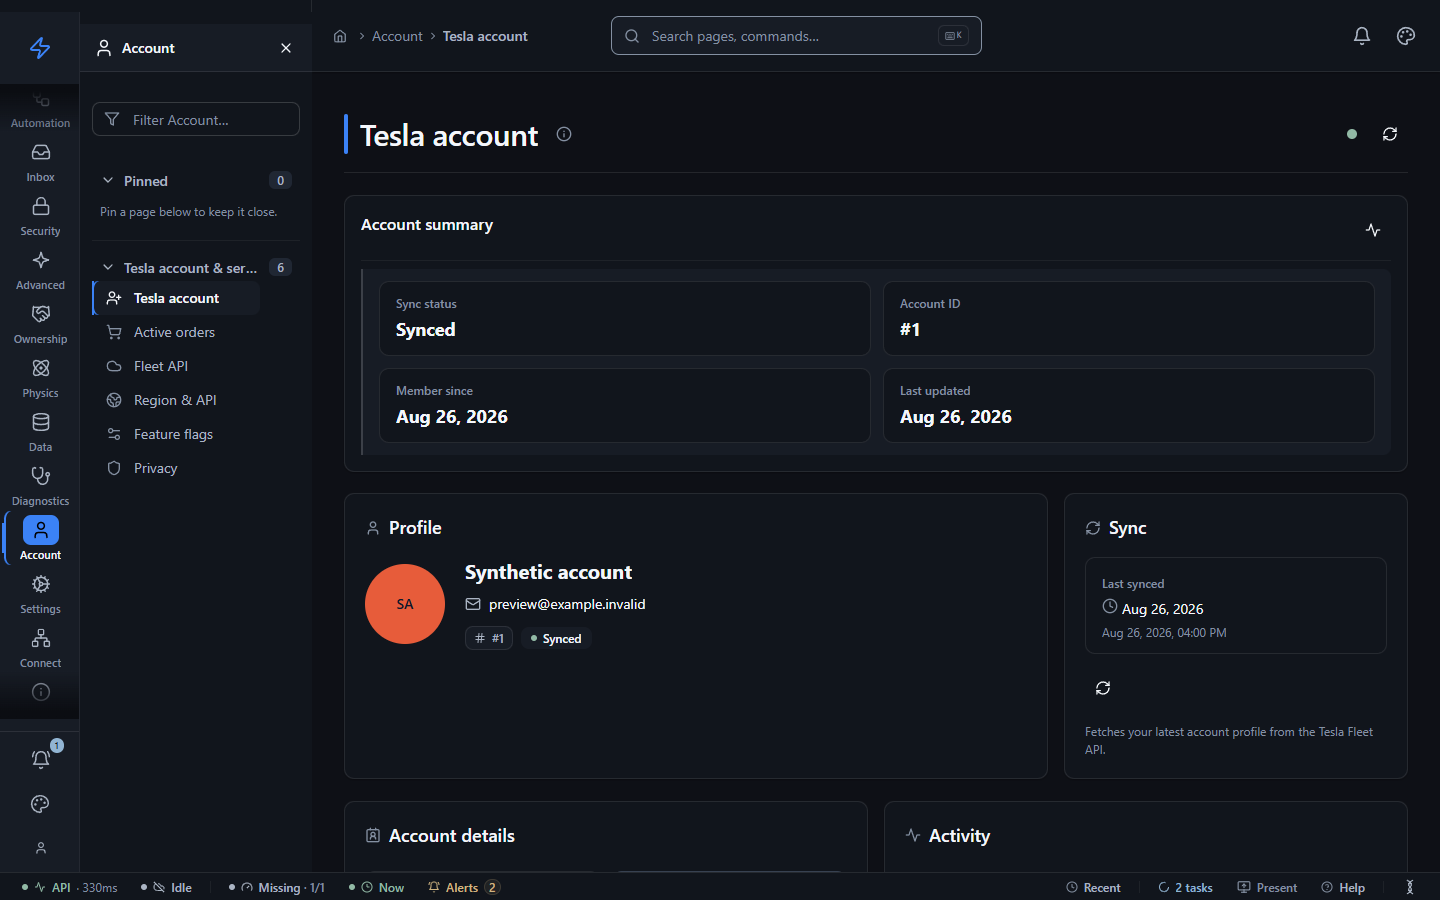 Automation
Inbox
Security
Advanced
Ownership
Physics
Data
Diagnostics
Account
Settings
Connect
1
Account
Filter Account...
Pinned
0
Pin a page below to keep it close.
Tesla account & ser...
6
Tesla account
Active orders
Fleet API
Region & API
Feature flags
Privacy
Account
Tesla account
Search pages, commands...
K
Tesla account
Account summary
Sync status
Synced
Account ID
#1
Member since
Aug 26, 2026
Last updated
Aug 26, 2026
Profile
SA
Synthetic account
preview@example.invalid
#1
Synced
Sync
Last synced
Aug 26, 2026
Aug 26, 2026, 04:00 PM
Fetches your latest account profile from the Tesla Fleet
API.
Account details
Activity
API · 330ms
Idle
Missing · 1/1
Now
Alerts 2
Recent
2 tasks
Present
Help